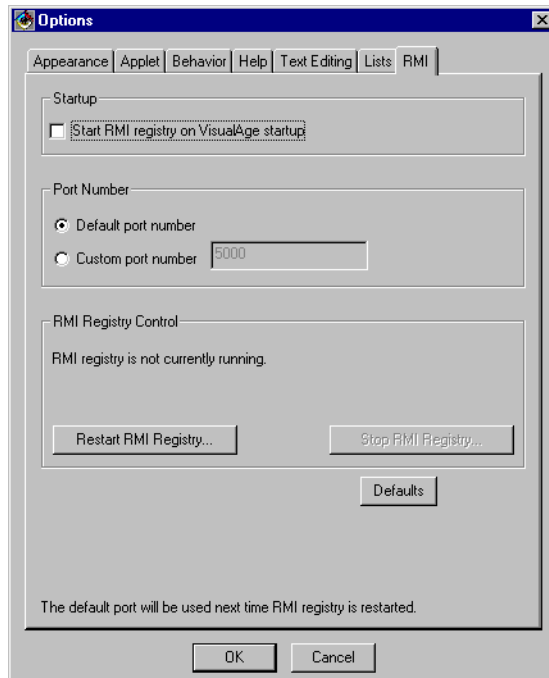 Options
Appearance Applet Behavior Help Text Editing Lists RMI
Startup
Start RMI registry on VisualAge startup
Port Number
Default port number
Custom port number 5000
RMI Registry Control
RMI registry is not currently running.
Restart RMI Registry... Stop RMI Registry...
Defaults
The default port will be used next time RMI registry is restarted.
OK Cancel